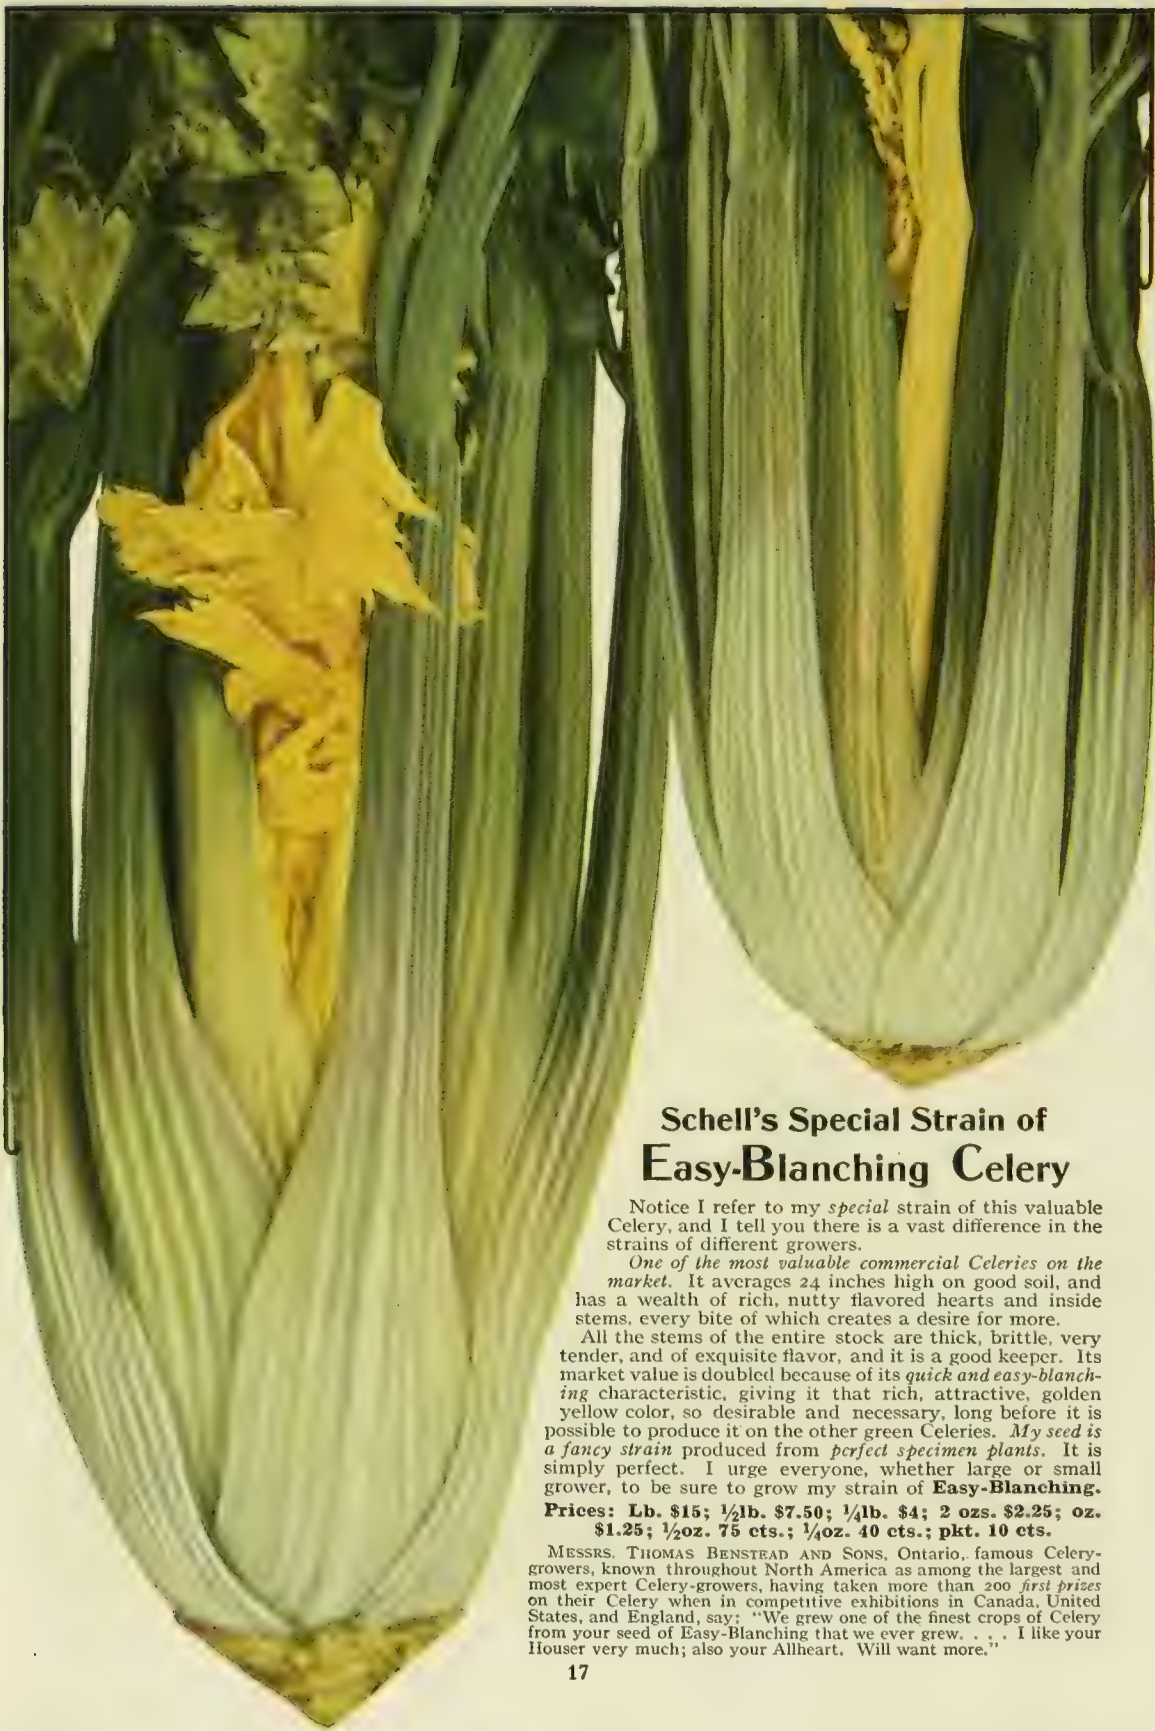 Schell's Special Strain of
Easy-Blanching Celery
Notice I refer to my special strain of this valuable
Celery, and I tell you there is a vast difference in the
strains of different growers.
One of the most valuable commercial Celeries on the
market. It averages 24 inches high on good soil, and
has a wealth of rich, nutty flavored hearts and inside
stems, every bite of which creates a desire for more.
All the stems of the entire stock are thick, brittle, very
tender, and of exquisite flavor, and it is a good keeper. Its
market value is doubled because of its quick and easy-blanch-
ing characteristic, giving it that rich, attractive, golden
yellow color, so desirable and necessary, long before it is
possible to produce it on the other green Celeries. My seed is
a fancy strain produced from perfect specimen plants. It is
simply perfect. I urge everyone, whether large or small
grower, to be sure to grow my strain of Easy-Blanching.
Prices: Lb. $15; ½lb. $7.50; ¼lb. $4; 2 ozs. $2.25; oz.
$1.25; ½oz. 75 cts.; ¼oz. 40 cts.; pkt. 10 cts.
MESSRS. THOMAS BENSTEAD AND SONS, Ontario, famous Celery-
growers, known throughout North America as among the largest and
most expert Celery-growers, having taken more than 200 first prizes
on their Celery when in competitive exhibitions in Canada, United
States, and England, say: "We grew one of the finest crops of Celery
from your seed of Easy-Blanching that we ever grew. . . . I like your
Houser very much; also your Allheart. Will want more."
17